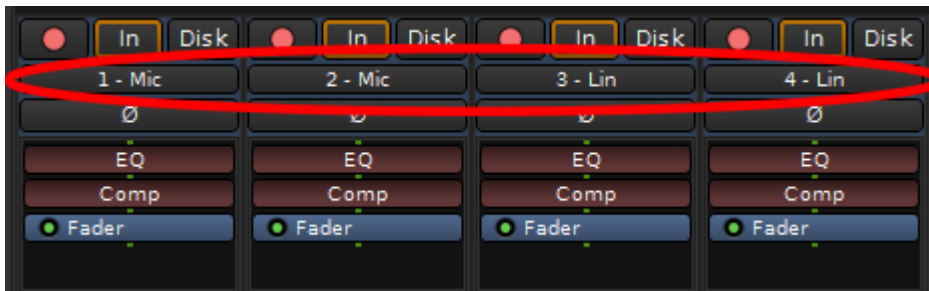 In Disk In Disk In Disk In Disk
1 - Mic 2 - Mic 3 - Lin 4 - Lin
Ø Ø Ø Ø
EQ EQ EQ EQ
Comp Comp Comp Comp
Fader Fader Fader Fader